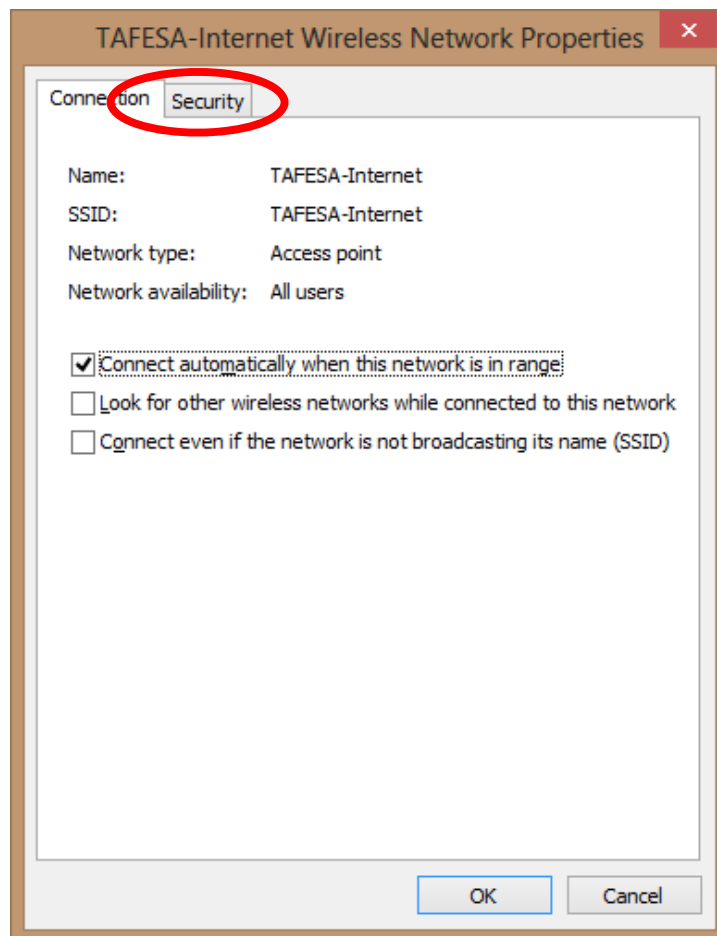 TAFESA-Internet Wireless Network Properties
Connection Security
Name: TAFESA-Internet
SSID: TAFESA-Internet
Network type: Access point
Network availability: All users
Connect automatically when this network is in range
Look for other wireless networks while connected to this network
Connect even if the network is not broadcasting its name (SSID)
OK Cancel